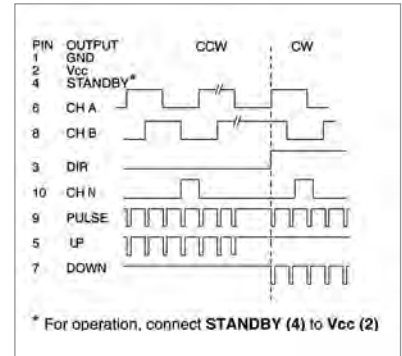 PIN OUTPUT CCW CW
1 GND
2 Vcc
4 STANDBY*
6 CH A
8 CH B
3 DIR
10 CH N
9 PULSE
5 UP
7 DOWN
* For operation, connect STANDBY (4) to Vcc (2)